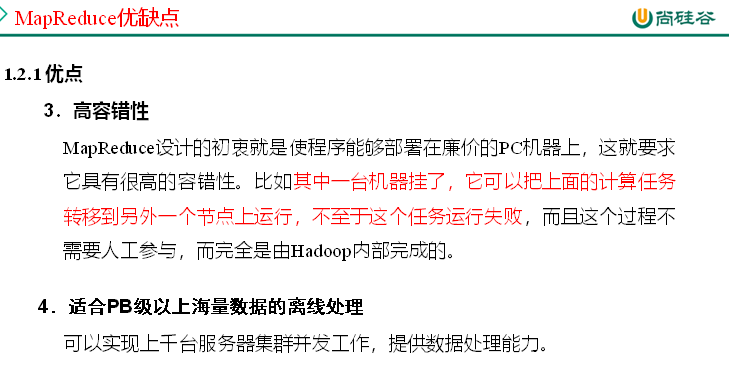 MapReduce优缺点
尚硅谷
1.2.1优点
3．高容错性
MapReduce设计的初衷就是使程序能够部署在廉价的PC机器上，这就要求
它具有很高的容错性。比如其中一台机器挂了，它可以把上面的计算任务
转移到另外一个节点上运行，不至于这个任务运行失败，而且这个过程不
需要人工参与，而完全是由Hadoop内部完成的。
4．适合PB级以上海量数据的离线处理
可以实现上千台服务器集群并发工作，提供数据处理能力。